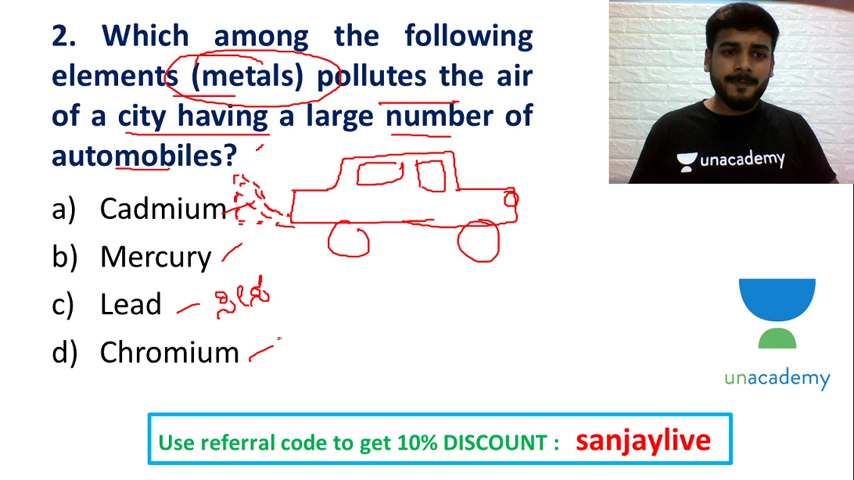 2. Which among the following
elements (metals) pollutes the air
of a city having a large number of
automobiles?
a) Cadmium
b) Mercury
c) Lead – ಸೀಸ
d) Chromium
unacademy
unacademy
Use referral code to get 10% DISCOUNT : sanjaylive